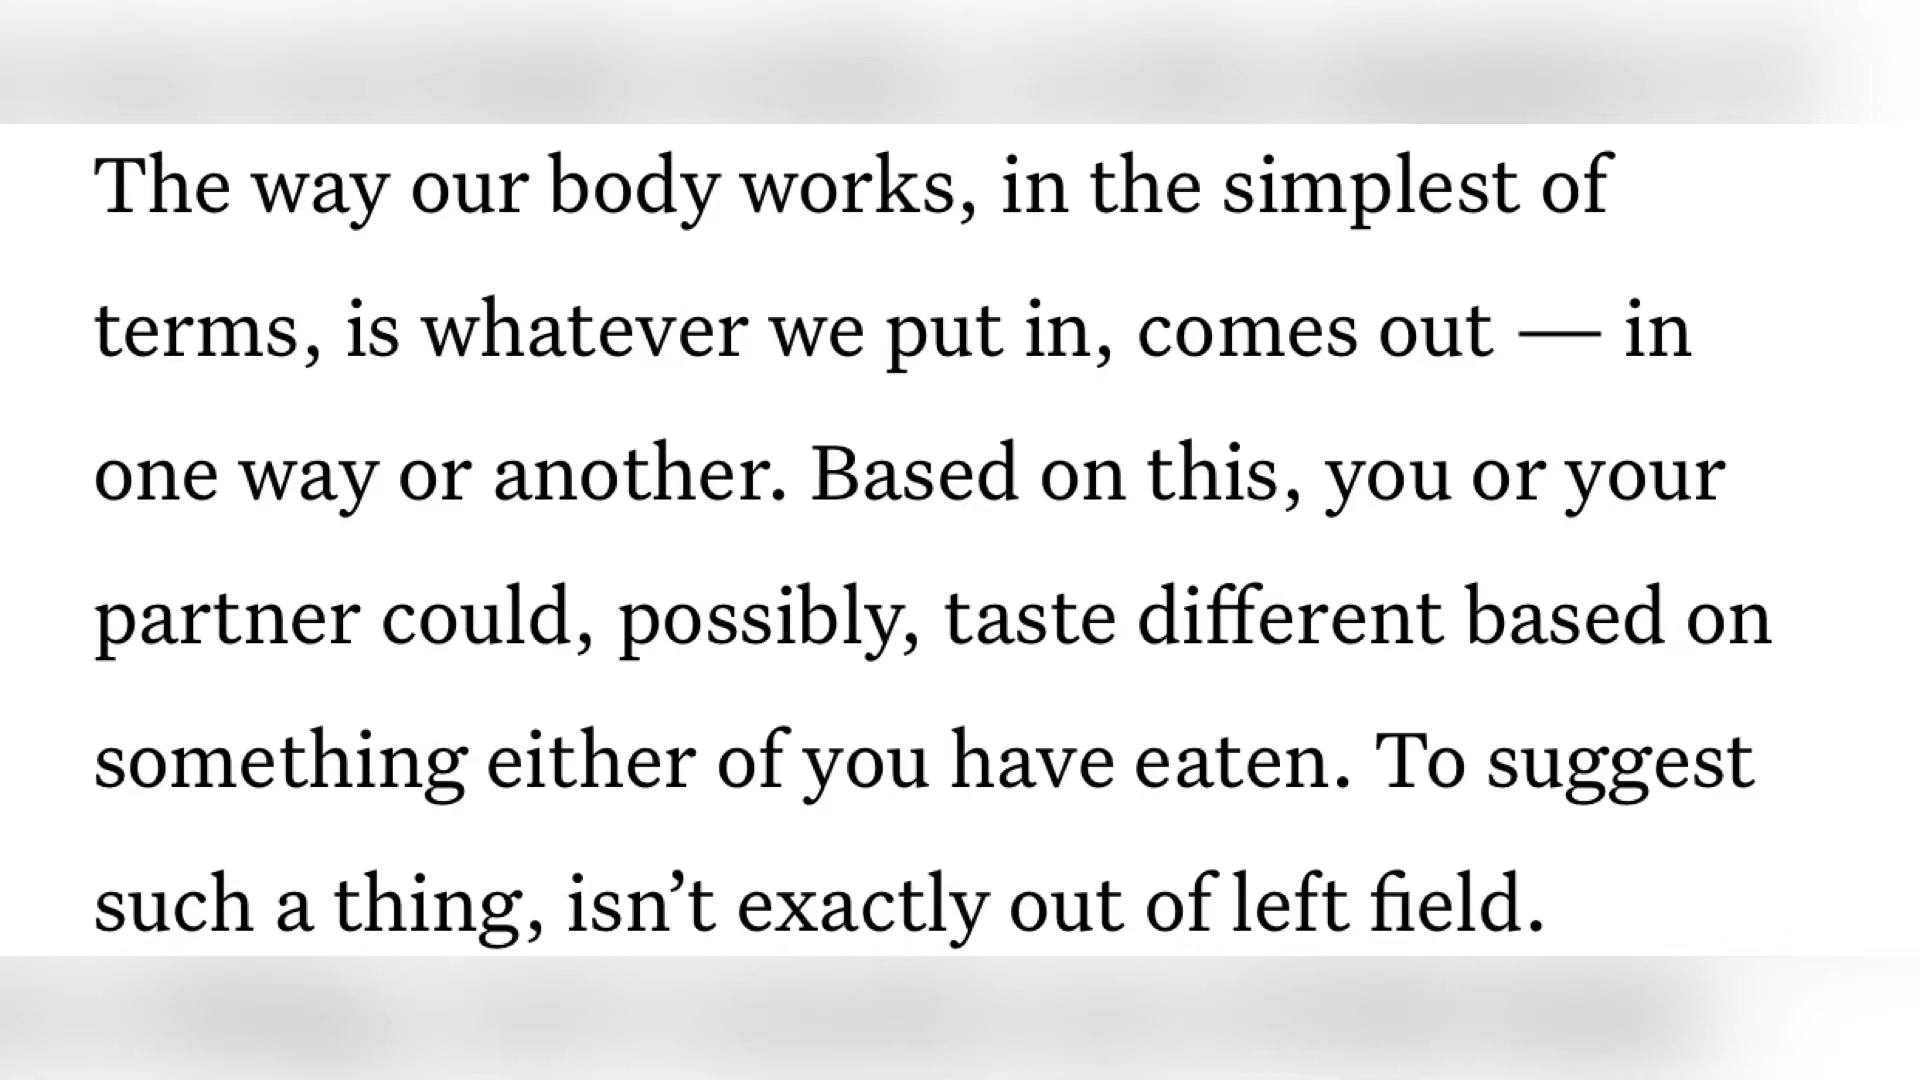 The way our body works, in the simplest of
terms, is whatever we put in, comes out — in
one way or another. Based on this, you or your
partner could, possibly, taste different based on
something either of you have eaten. To suggest
such a thing, isn’t exactly out of left field.